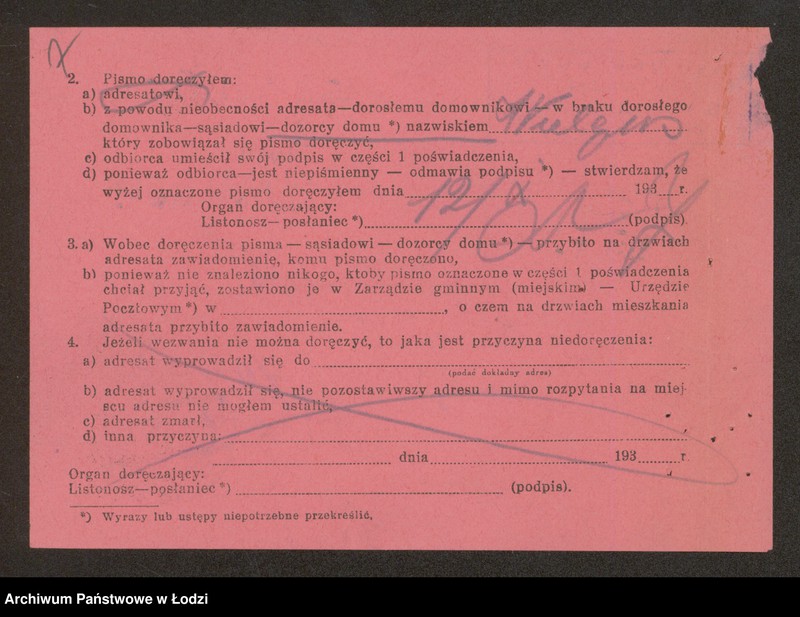 2. Pismo doręczyłem:
a) adresatowi,
b) z powodu nieobecności adresata—dorosłemu domownikowi—w braku dorosłego
domownika—sąsiadowi—dozorcy domu *) nazwiskiem
który zobowiązał się pismo doręczyć,
c) odbiorca umieścił swój podpis w części 1 poświadczenia,
d) ponieważ odbiorca—jest niepiśmienny — odmawia podpisu *) — stwierdzam, że
wyżej oznaczone pismo doręczyłem dnia 12/X 193 r.
Organ doręczający:
Listonosz—posłaniec *) (podpis)
3. a) Wobec doręczenia pisma — sąsiadowi — dozorcy domu *) — przybito na drzwiach
adresata zawiadomienię, komu pismo doręczono,
b) ponieważ nie znaleziono nikogo, ktoby pismo oznaczone w części 1 poświadczenia
chciał przyjąć, zostawiono je w Zarządzie gminnym (miejskim — Urzędzie
Pocztowym *) w , o czem na drzwiach mieszkania
adresata przybito zawiadomienie.
4. Jeżeli wezwania nie można doręczyć, to jaka jest przyczyna niedoręczenia:
a) adresat wyprowadził się do
(podać dokładny adres)
b) adresat wyprowadził się, nie pozostawiwszy adresu i mimo rozpytania na miej-
scu adresu nie mogłem ustalić,
c) adresat zmarł,
d) inna przyczyna:
dnia 193 r.
Organ doręczający:
Listonosz—posłaniec *) (podpis).
*) Wyrazy lub ustępy niepotrzebne przekreślić.
Archiwum Państwowe w Łodzi